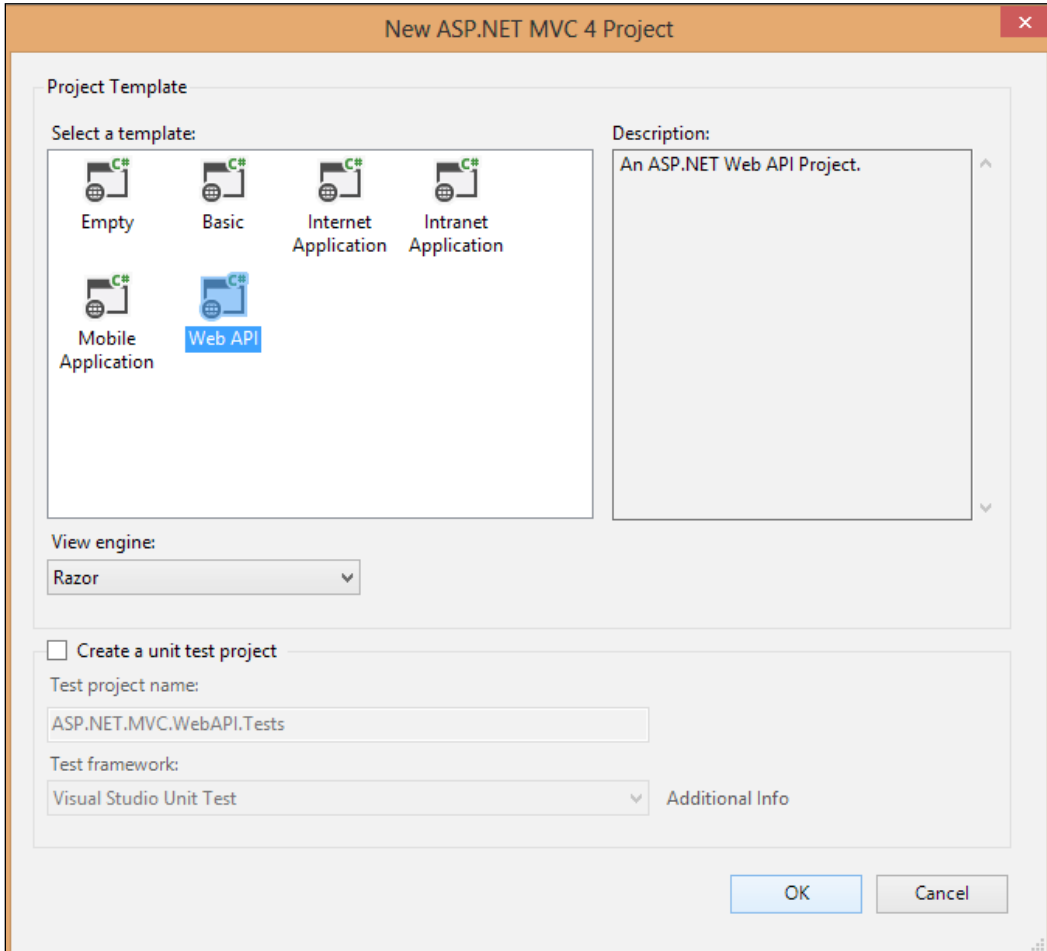 New ASP.NET MVC 4 Project
Project Template
Select a template:
Description:
C# C# C# C#
Empty Basic Internet Intranet
Application Application
C# C#
Mobile Web API
Application
An ASP.NET Web API Project.
View engine:
Razor
Create a unit test project
Test project name:
ASP.NET.MVC.WebAPI.Tests
Test framework:
Visual Studio Unit Test
Additional Info
OK
Cancel